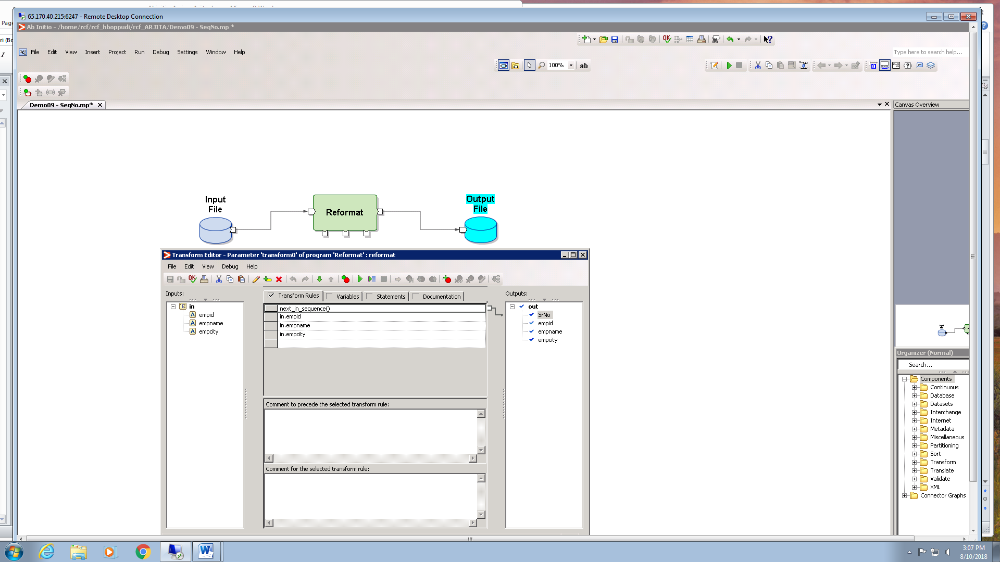 65.170.40.215:6247 - Remote Desktop Connection
Ab Initio - /home/rcf/rcf_hboppudi/rcf_ARJITA/Demo09 - SeqNo.mp *
Page
ri (Bo
I
File Edit View Insert Project Run Debug Settings Window Help
Type here to search help...
100% ab
Demo09 - SeqNo.mp*
Canvas Overview
Input
File
Reformat
Output
File
Transform Editor - Parameter 'transform0' of program 'Reformat' : reformat
File Edit View Debug Help
Inputs:
in
empid
empname
empcity
Transform Rules Variables Statements Documentation
next_in_sequence()
in.empid
in.empname
in.empcity
Comment to precede the selected transform rule:
Comment for the selected transform rule:
Outputs:
out
SrNo
empid
empname
empcity
Organizer (Normal)
Search...
Components
Continuous
Database
Datasets
Interchange
Internet
Metadata
Miscellaneous
Partitioning
Sort
Transform
Translate
Validate
XML
Connector Graphs
3:07 PM
8/10/2018